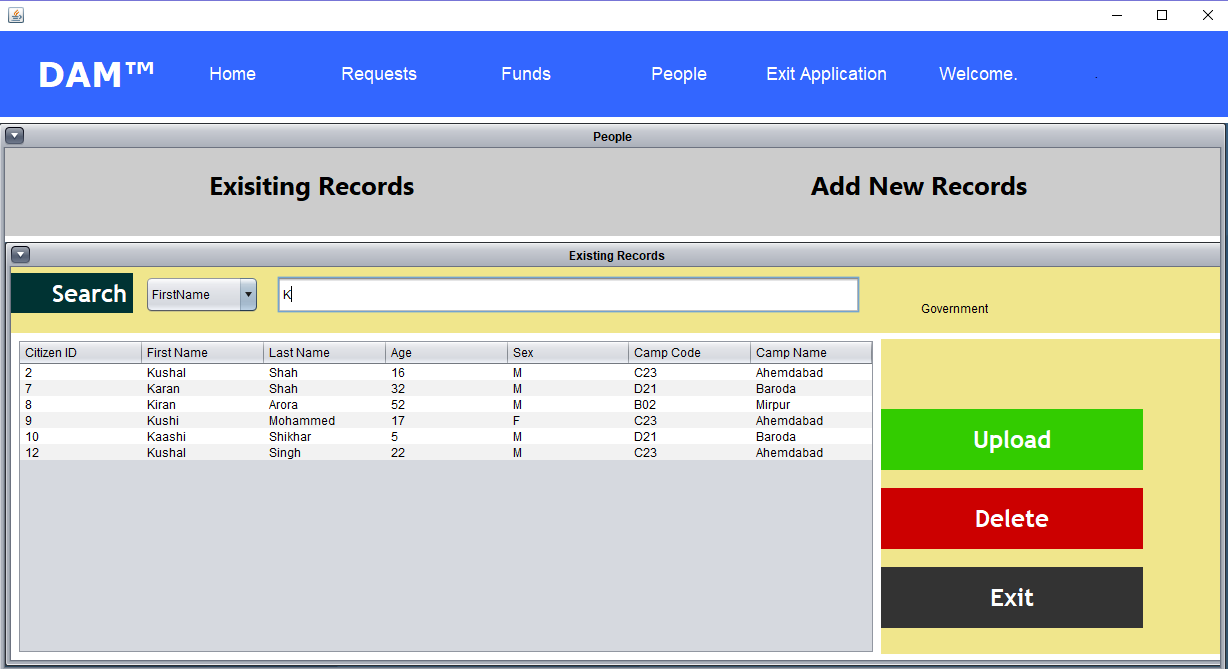 DAM™ Home Requests Funds People Exit Application Welcome. .
People
Exisiting Records Add New Records
Existing Records
Search FirstName K
Government
Citizen ID First Name Last Name Age Sex Camp Code Camp Name
2 Kushal Shah 16 M C23 Ahemdabad
7 Karan Shah 32 M D21 Baroda
8 Kiran Arora 52 M B02 Mirpur
9 Kushi Mohammed 17 F C23 Ahemdabad
10 Kaashi Shikhar 5 M D21 Baroda
12 Kushal Singh 22 M C23 Ahemdabad
Upload
Delete
Exit